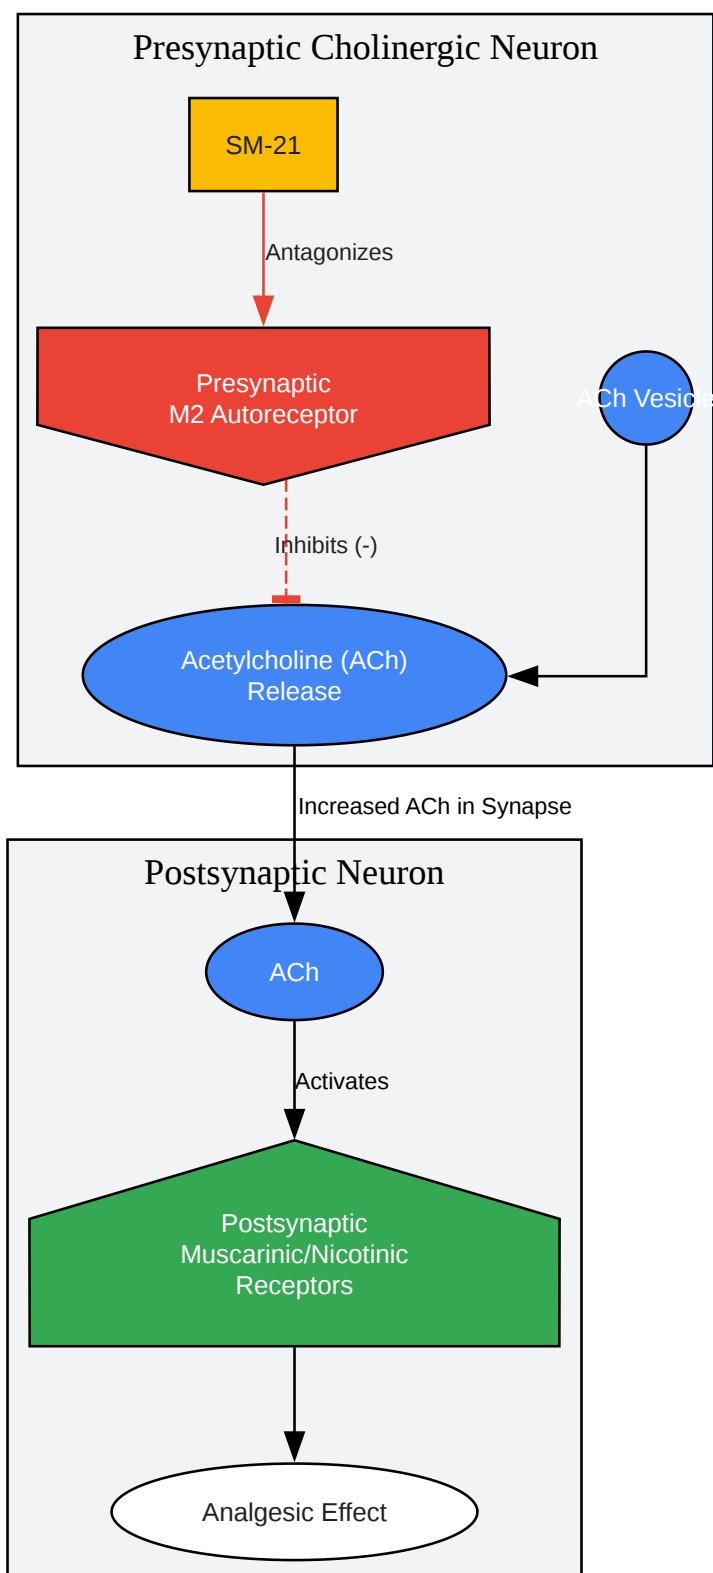 Presynaptic Cholinergic Neuron
SM-21
Antagonizes
Presynaptic
M2 Autoreceptor
ACh Vesicle
Inhibits (-)
Acetylcholine (ACh)
Release
Increased ACh in Synapse
Postsynaptic Neuron
ACh
Activates
Postsynaptic
Muscarinic/Nicotinic
Receptors
Analgesic Effect